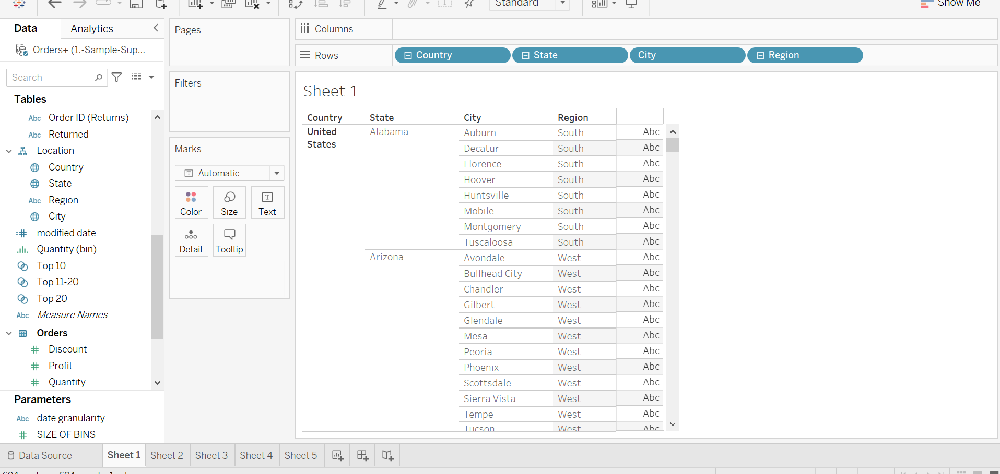 Standard
Show Me
Data
Analytics
Orders+ (1.-Sample-Sup...
Search
Tables
Abc Order ID (Returns)
Abc Returned
Location
Country
State
Abc Region
City
=# modified date
Quantity (bin)
Top 10
Top 11-20
Top 20
Abc Measure Names
Orders
# Discount
# Profit
# Quantity
Parameters
Abc date granularity
# SIZE OF BINS
Pages
Filters
Marks
T Automatic
Color Size T Text
Detail Tooltip
Columns
Rows Country State City Region
Sheet 1
Country State City Region
United States Alabama Auburn South Abc
Decatur South Abc
Florence South Abc
Hoover South Abc
Huntsville South Abc
Mobile South Abc
Montgomery South Abc
Tuscaloosa South Abc
Arizona Avondale West Abc
Bullhead City West Abc
Chandler West Abc
Gilbert West Abc
Glendale West Abc
Mesa West Abc
Peoria West Abc
Phoenix West Abc
Scottsdale West Abc
Sierra Vista West Abc
Tempe West Abc
Tucson West Abc
Data Source Sheet 1 Sheet 2 Sheet 3 Sheet 4 Sheet 5